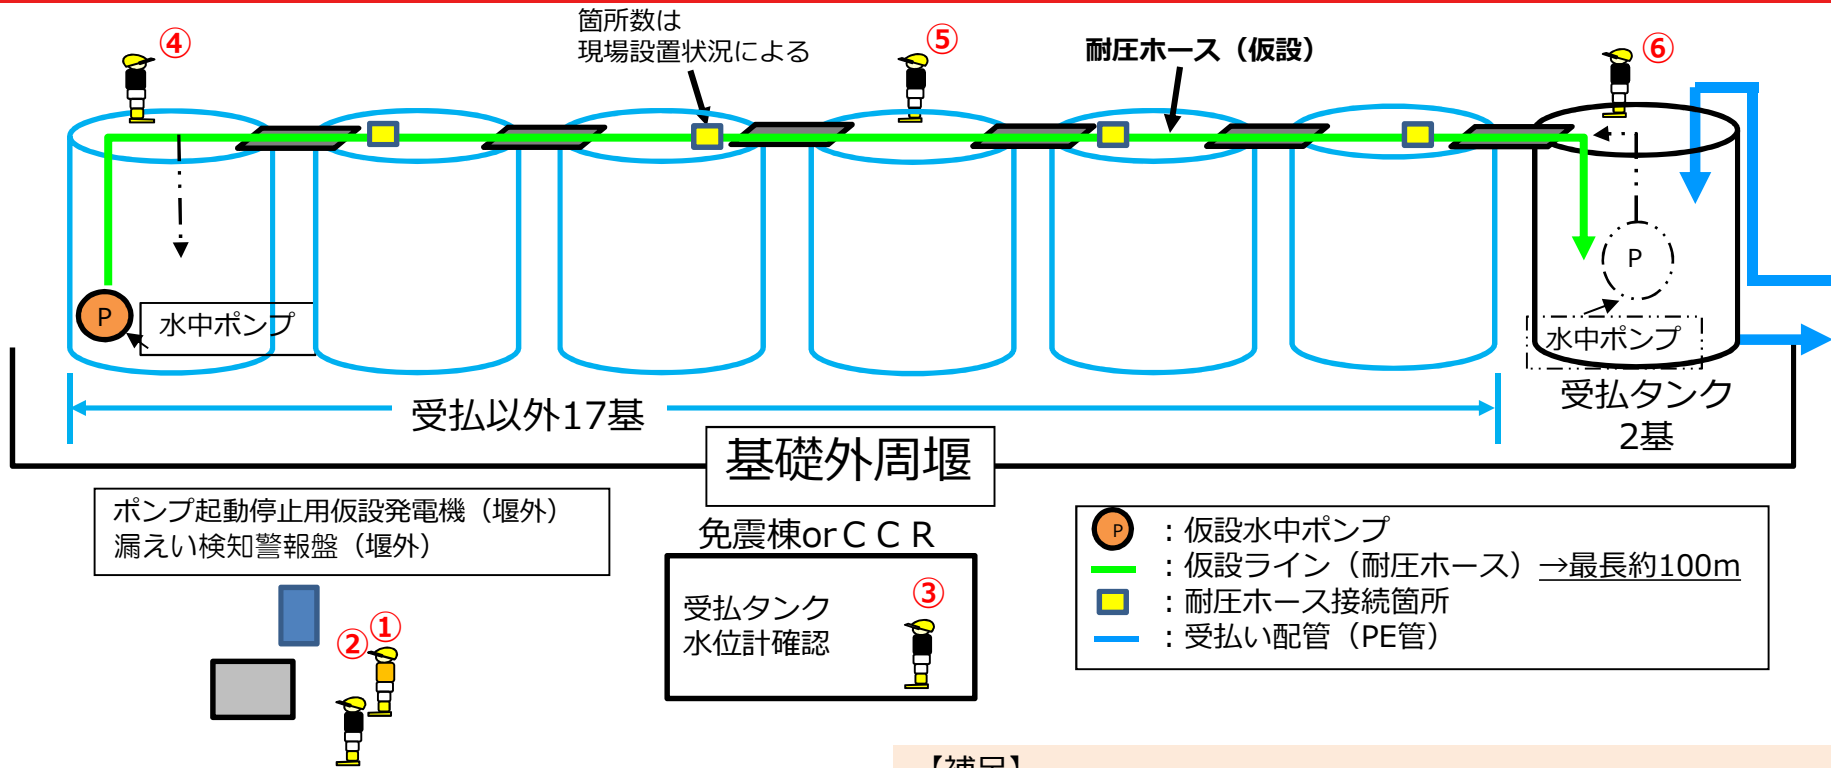 ④
箇所数は
現場設置状況による
⑤
耐圧ホース（仮設）
⑥
P
水中ポンプ
P
水中ポンプ
受払以外17基
受払タンク
2基
基礎外周堰
ポンプ起動停止用仮設発電機（堰外）
漏えい検知警報盤（堰外）
①
②
免震棟orＣＣＲ
受払タンク
水位計確認
③
P
：仮設水中ポンプ
：仮設ライン（耐圧ホース）→最長約100m
：耐圧ホース接続箇所
：受払い配管（PE管）
【補足】